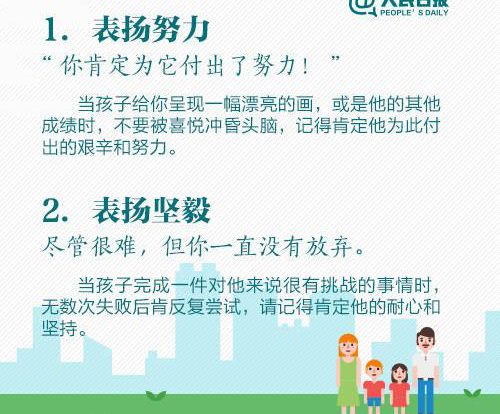 @人民日报
PEOPLE'S DAILY
1. 表扬努力
“你肯定为它付出了努力！”
当孩子给你呈现一幅漂亮的画，或是他的其他
成绩时，不要被喜悦冲昏头脑，记得肯定他为此付
出的艰辛和努力。
2. 表扬坚毅
尽管很难，但你一直没有放弃。
当孩子完成一件对他来说很有挑战的事情时，
无数次失败后肯反复尝试，请记得肯定他的耐心和
坚持。